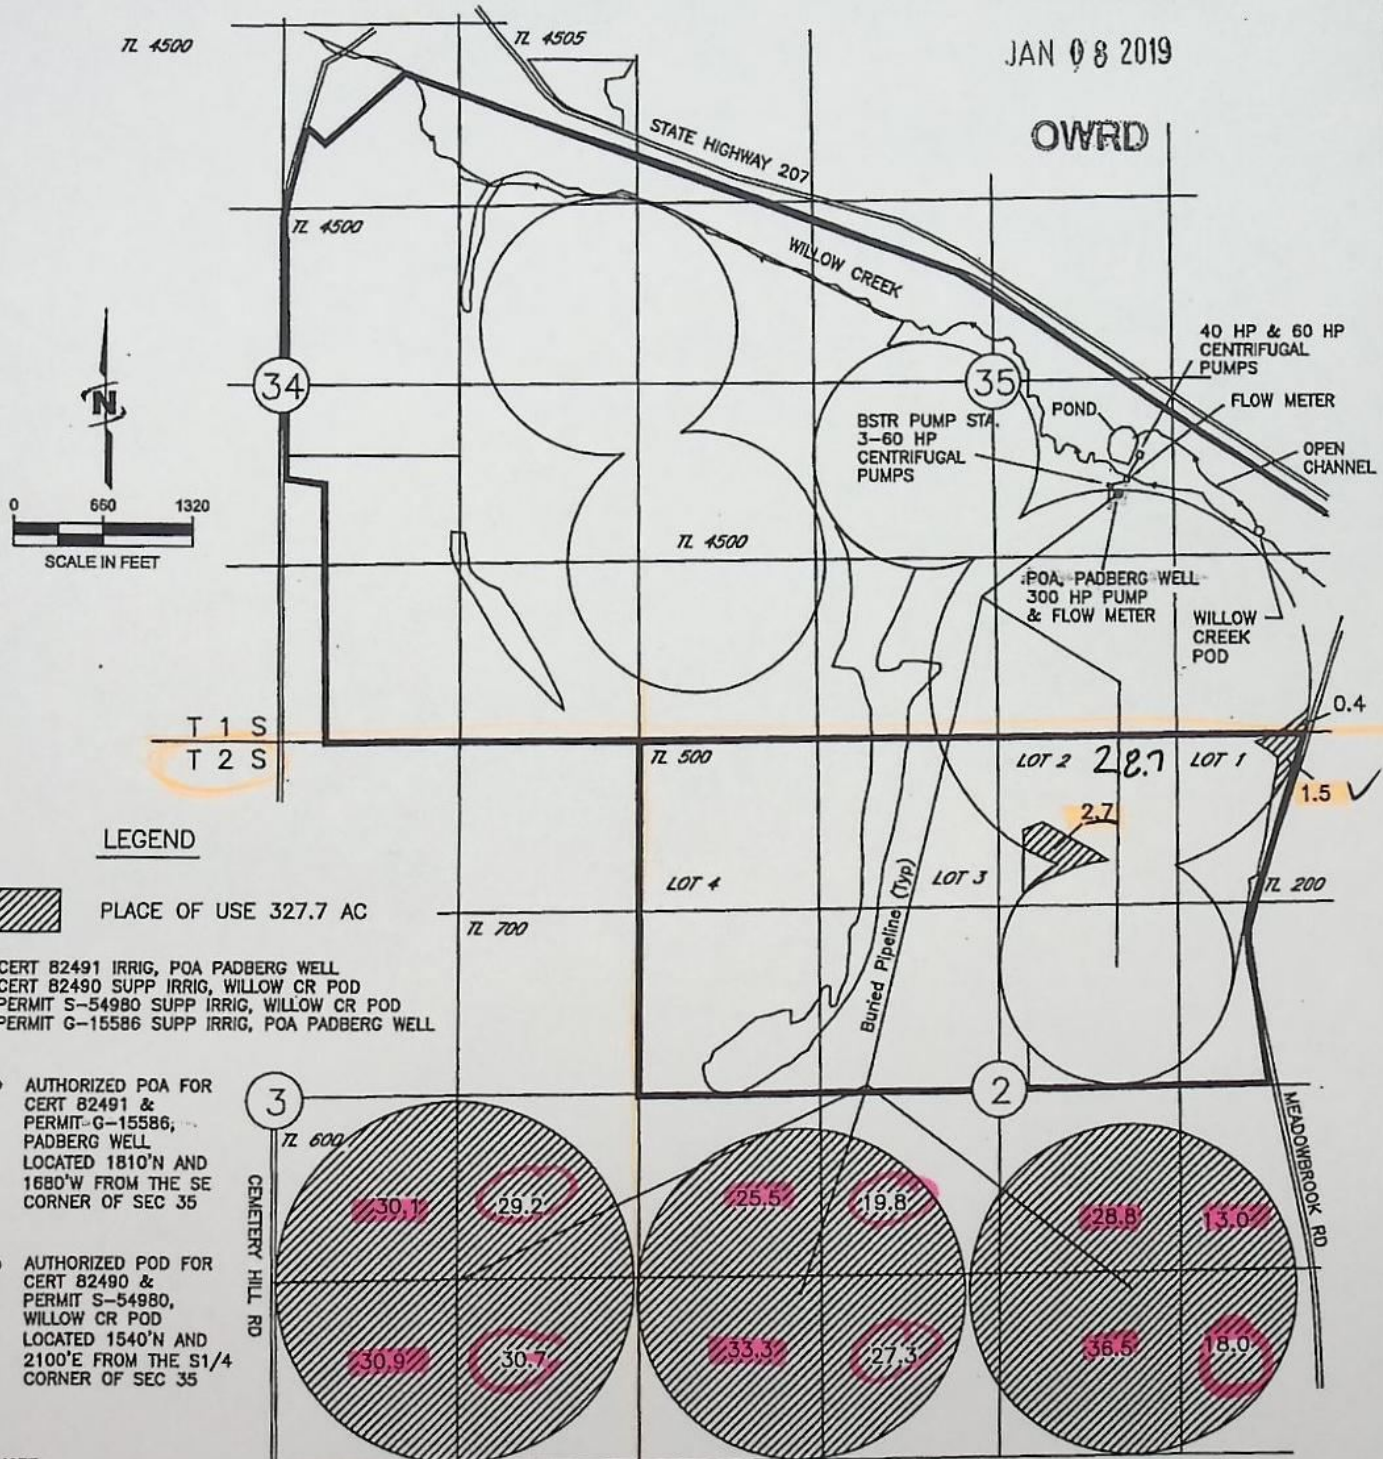 TL 4500
TL 4505
JAN 08 2019
OWRD
STATE HIGHWAY 207
TL 4500
WILLOW CREEK
34
35
40 HP & 60 HP
CENTRIFUGAL
PUMPS
FLOW METER
N
POND
BSTR PUMP STA.
3-60 HP
CENTRIFUGAL
PUMPS
OPEN
CHANNEL
0 660 1320
SCALE IN FEET
TL 4500
POA, PADBERG WELL
300 HP PUMP
& FLOW METER
WILLOW
CREEK
POD
0.4
T 1 S
T 2 S
TL 500
LOT 2
28.7
LOT 1
1.5 ✓
2.7
LEGEND
LOT 4
LOT 3
TL 200
PLACE OF USE 327.7 AC
TL 700
Buried Pipeline (Typ)
CERT 82491 IRRIG, POA PADBERG WELL
CERT 82490 SUPP IRRIG, WILLOW CR POD
PERMIT S-54980 SUPP IRRIG, WILLOW CR POD
PERMIT G-15586 SUPP IRRIG, POA PADBERG WELL
AUTHORIZED POA FOR
CERT 82491 &
PERMIT-G-15586,
PADBERG WELL
LOCATED 1810'N AND
1680'W FROM THE SE
CORNER OF SEC 35
3
2
TL 600
CEMETERY HILL RD
MEADOWBROOK RD
30.1
29.2
25.5
19.8
28.8
13.0
AUTHORIZED POD FOR
CERT 82490 &
PERMIT S-54980,
WILLOW CR POD
LOCATED 1540'N AND
2100'E FROM THE S1/4
CORNER OF SEC 35
30.9
30.7
33.3
27.3
36.5
18.0